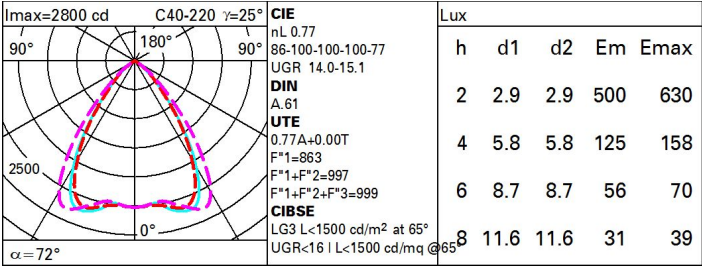 Imax=2800 cd C40-220 γ=25°
90° 180° 90°
2500
0°
α=72°
CIE
nL 0.77
86-100-100-100-77
UGR 14.0-15.1
DIN
A.61
UTE
0.77A+0.00T
F"1=863
F"1+F"2=997
F"1+F"2+F"3=999
CIBSE
LG3 L<1500 cd/m² at 65°
UGR<16 | L<1500 cd/mq @65°
Lux
h d1 d2 Em Emax
2 2.9 2.9 500 630
4 5.8 5.8 125 158
6 8.7 8.7 56 70
8 11.6 11.6 31 39